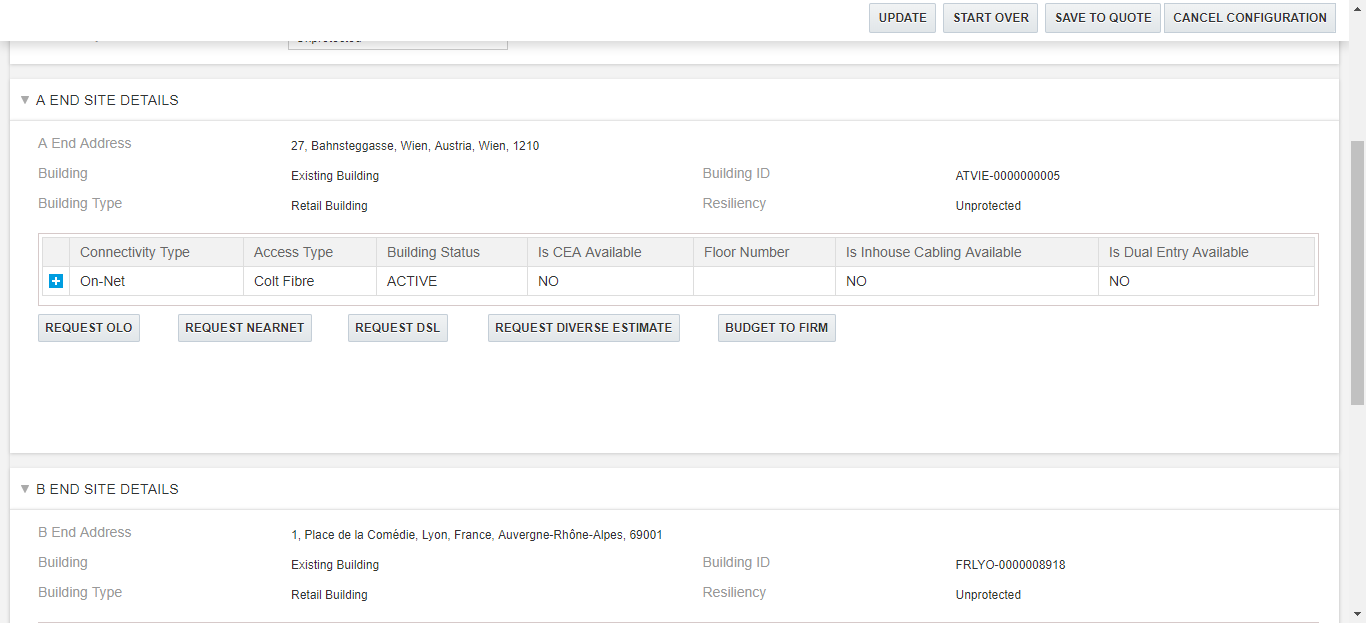 UPDATE START OVER SAVE TO QUOTE CANCEL CONFIGURATION
A END SITE DETAILS
A End Address 27, Bahnsteggasse, Wien, Austria, Wien, 1210
Building Existing Building Building ID ATVIE-0000000005
Building Type Retail Building Resiliency Unprotected
Connectivity Type Access Type Building Status Is CEA Available Floor Number Is Inhouse Cabling Available Is Dual Entry Available
On-Net Colt Fibre ACTIVE NO NO NO
REQUEST OLO REQUEST NEARNET REQUEST DSL REQUEST DIVERSE ESTIMATE BUDGET TO FIRM
B END SITE DETAILS
B End Address 1, Place de la Comédie, Lyon, France, Auvergne-Rhône-Alpes, 69001
Building Existing Building Building ID FRLYO-0000008918
Building Type Retail Building Resiliency Unprotected